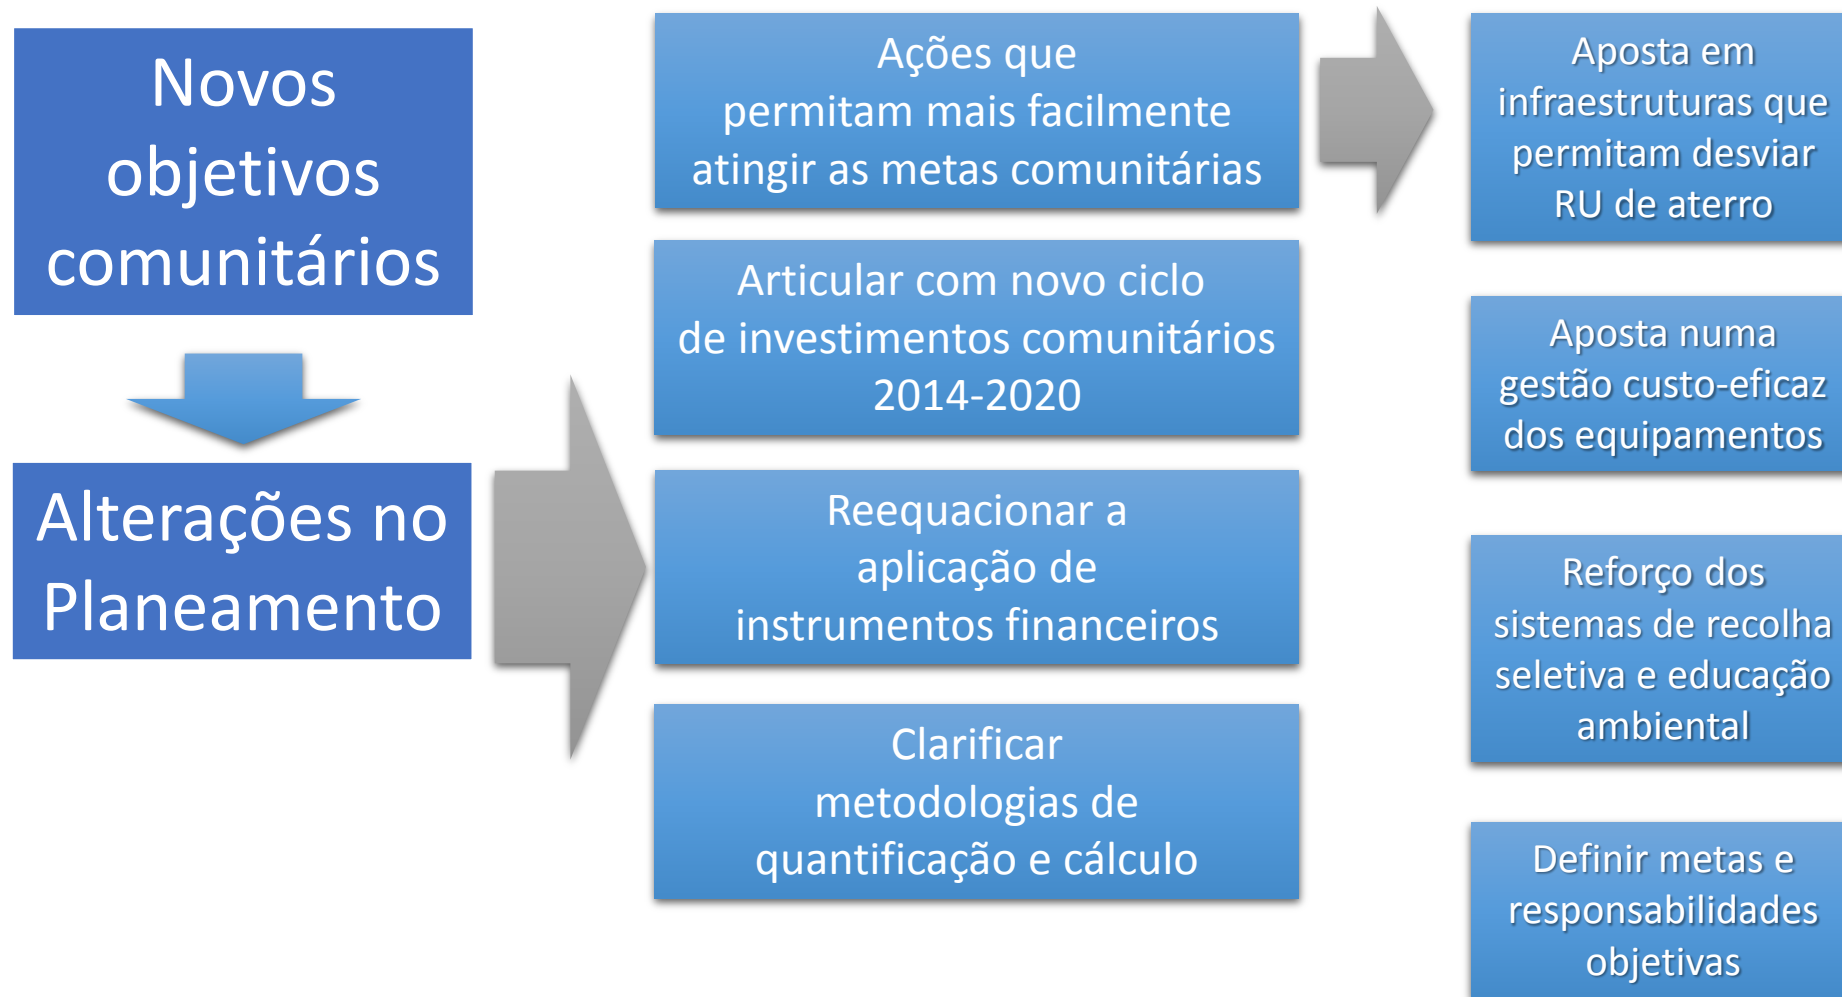 Novos
objetivos
comunitários
Alterações no
Planeamento
Ações que
permitam mais facilmente
atingir as metas comunitárias
Articular com novo ciclo
de investimentos comunitários
2014-2020
Reequacionar a
aplicação de
instrumentos financeiros
Clarificar
metodologias de
quantificação e cálculo
Aposta em
infraestruturas que
permitam desviar
RU de aterro
Aposta numa
gestão custo-eficaz
dos equipamentos
Reforço dos
sistemas de recolha
seletiva e educação
ambiental
Definir metas e
responsabilidades
objetivas